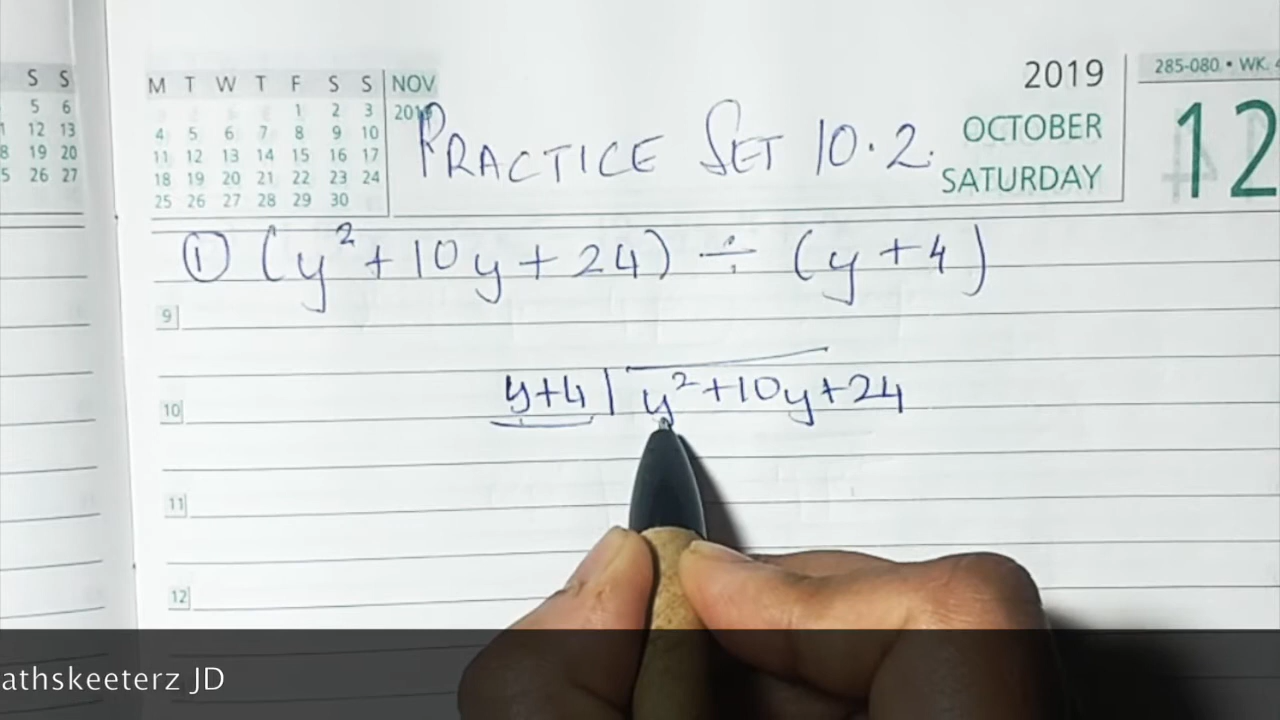 S S
5 6
12 13
19 20
26 27
M T W T F S S
1 2 3
4 5 6 7 8 9 10
11 12 13 14 15 16 17
18 19 20 21 22 23 24
25 26 27 28 29 30
NOV
2019
PRACTICE SET 10.2.
2019
OCTOBER
SATURDAY
285-080 • WK.
12
① (y²+10y+24) ÷ (y+4)
9
y+4 | y²+10y+24
10
11
12
athskeeterz JD